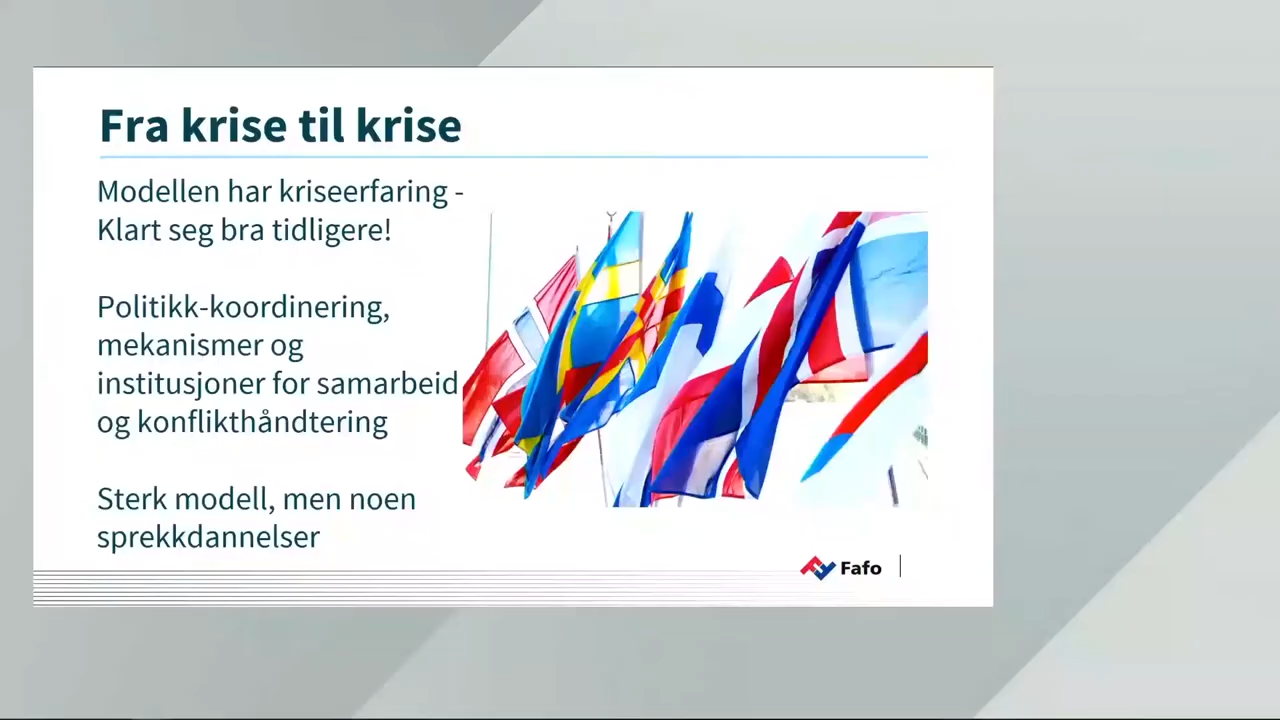 Fra krise til krise
Modellen har kriseerfaring -
Klart seg bra tidligere!
Politikk-koordinering,
mekanismer og
institusjoner for samarbeid
og konflikthåndtering
Sterk modell, men noen
sprekkdannelser
Fafo